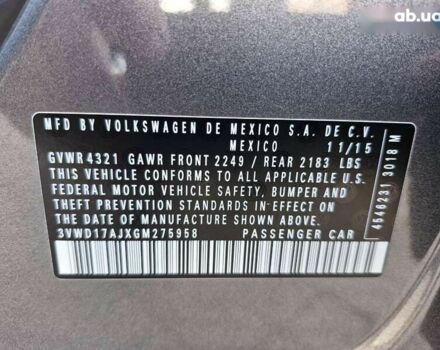 ab.ua
MFD BY VOLKSWAGEN DE MEXICO S.A. DE C.V.
MEXICO 11/15
GVWR 4321 GAWR FRONT 2249 / REAR 2183 LBS
THIS VEHICLE CONFORMS TO ALL APPLICABLE
FEDERAL MOTOR VEHICLE SAFETY, BUMPER AND
THEFT PREVENTION STANDARDS IN EFFECT ON
THE DATE OF MANUFACTURE SHOWN ABOVE.:
3VWD17AJXGM275958 PASSENGER CAR
4546231 3018 M